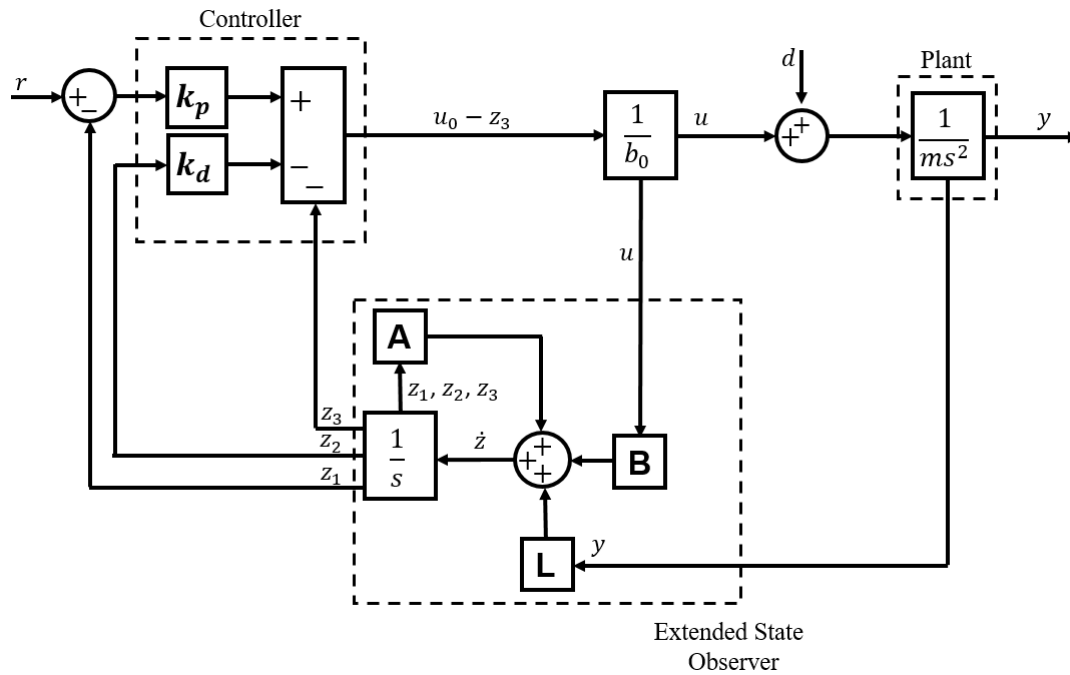 Controller
r
+
−
k_p
k_d
+
−
−
u_0 − z_3
1
b_0
u
d
+
+
Plant
1
ms^2
y
u
A
z_1, z_2, z_3
z_3
z_2
z_1
1
s
ż
+
+
+
B
L
y
Extended State
Observer